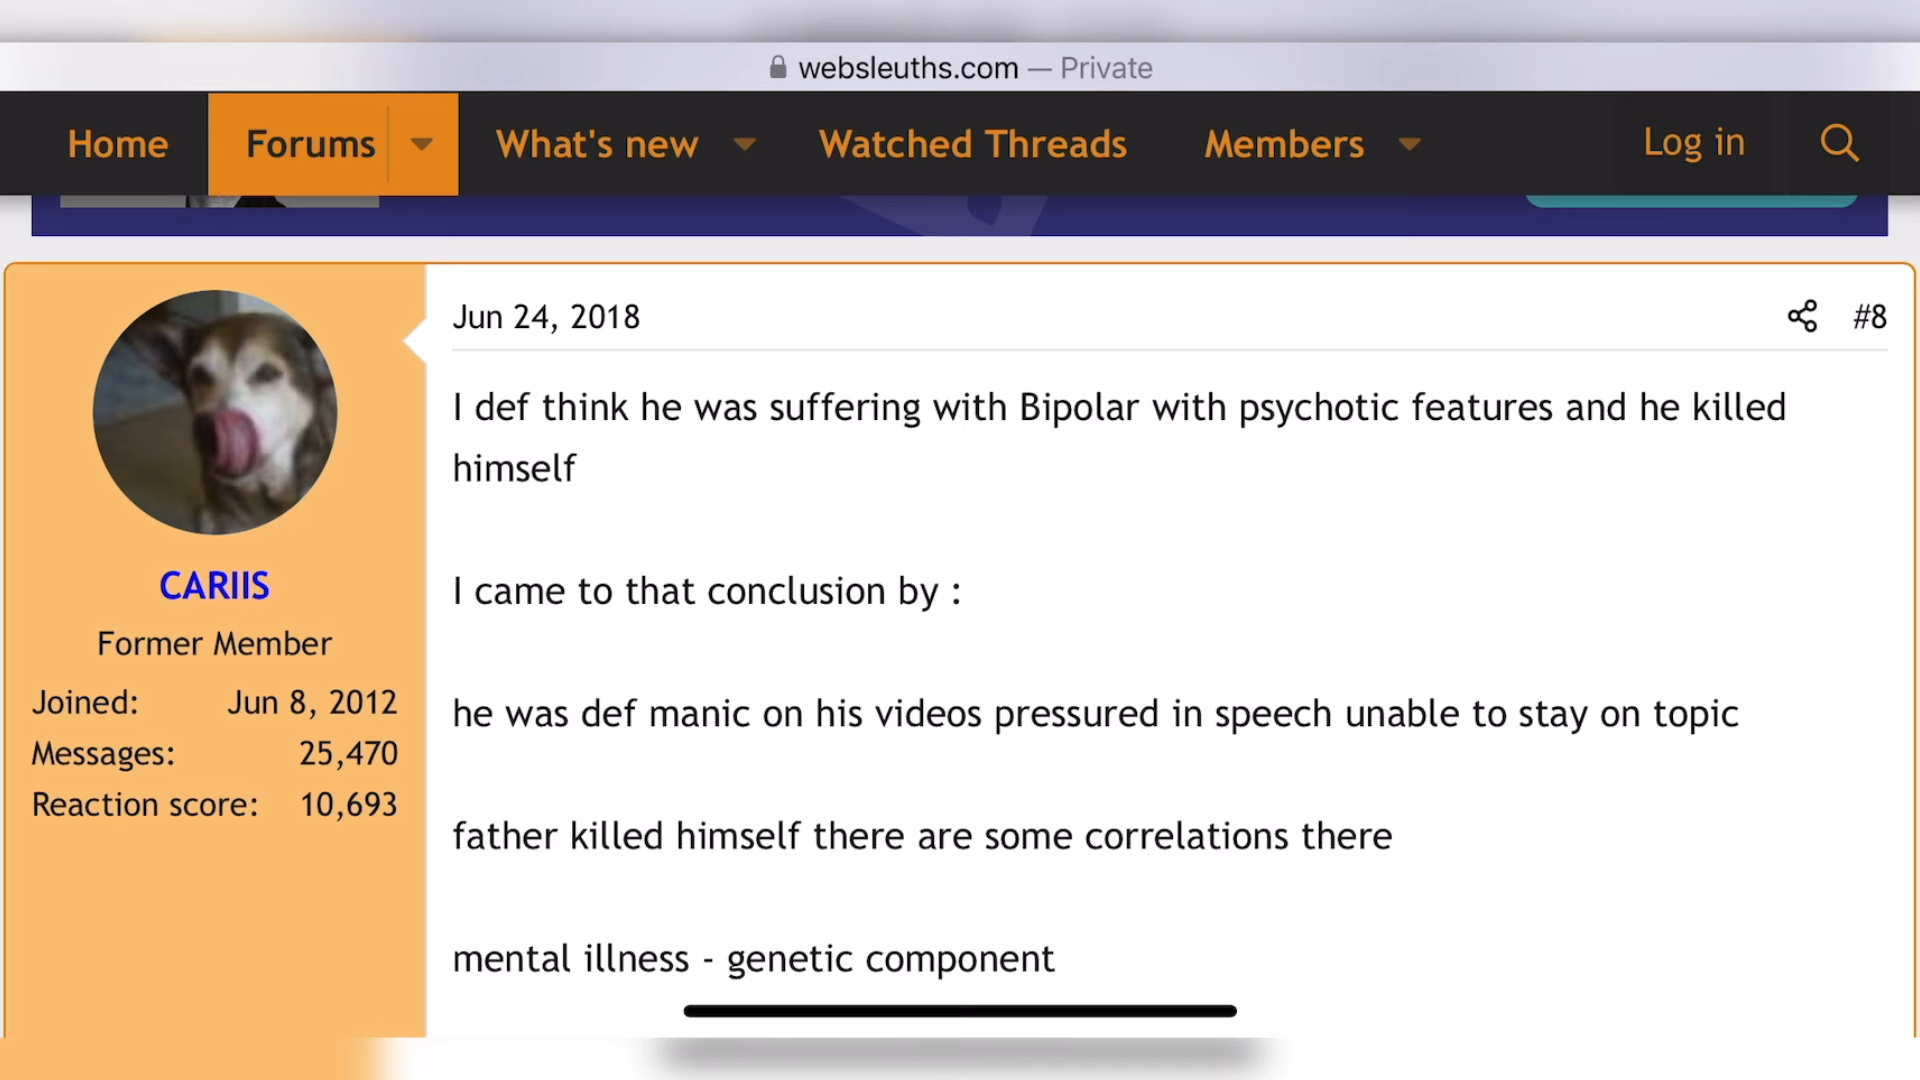 websleuths.com — Private
Home Forums What's new Watched Threads Members Log in
Jun 24, 2018 #8
I def think he was suffering with Bipolar with psychotic features and he killed
himself
I came to that conclusion by :
he was def manic on his videos pressured in speech unable to stay on topic
father killed himself there are some correlations there
mental illness - genetic component
CARIIS
Former Member
Joined: Jun 8, 2012
Messages: 25,470
Reaction score: 10,693